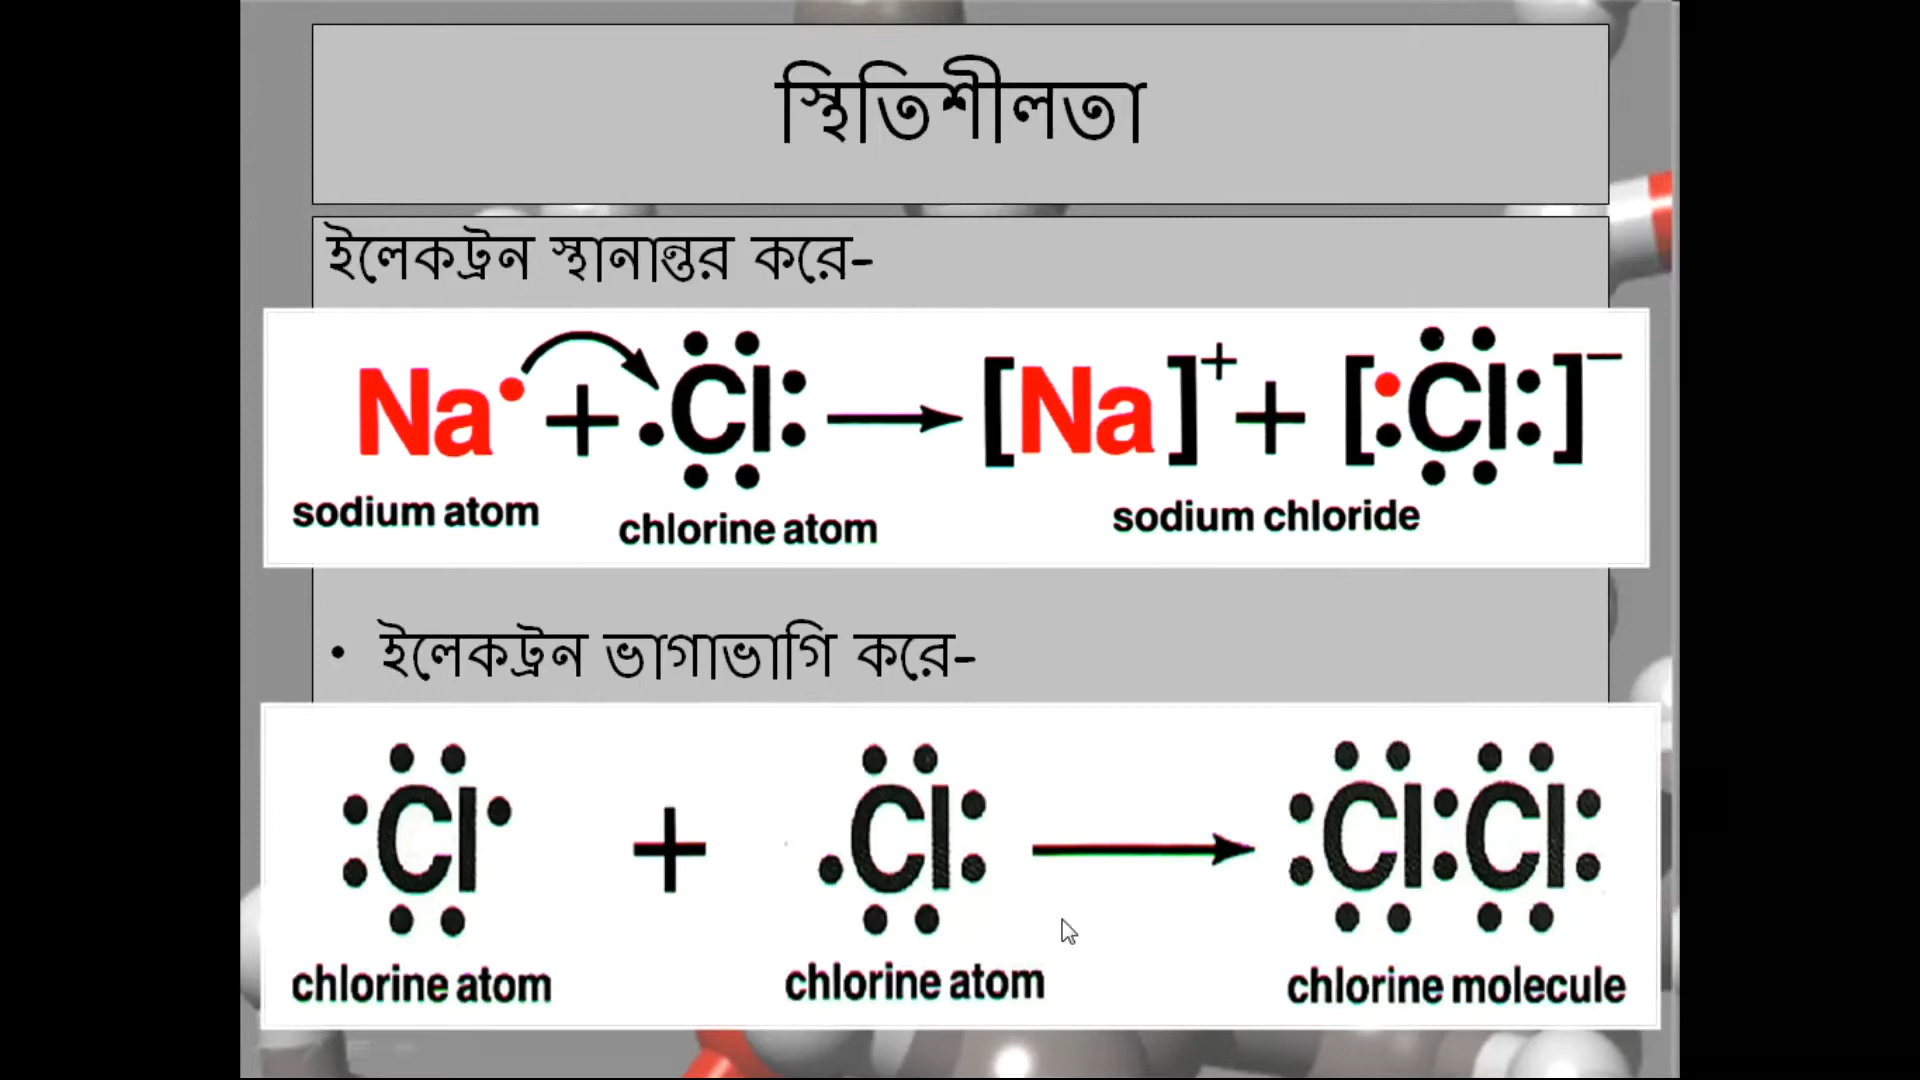 স্থিতিশীলতা
ইলেকট্রন স্থানান্তর করে-
Na + Cl → [Na]⁺ + [Cl]⁻
sodium atom chlorine atom sodium chloride
• ইলেকট্রন ভাগাভাগি করে-
Cl + Cl → Cl Cl
chlorine atom chlorine atom chlorine molecule